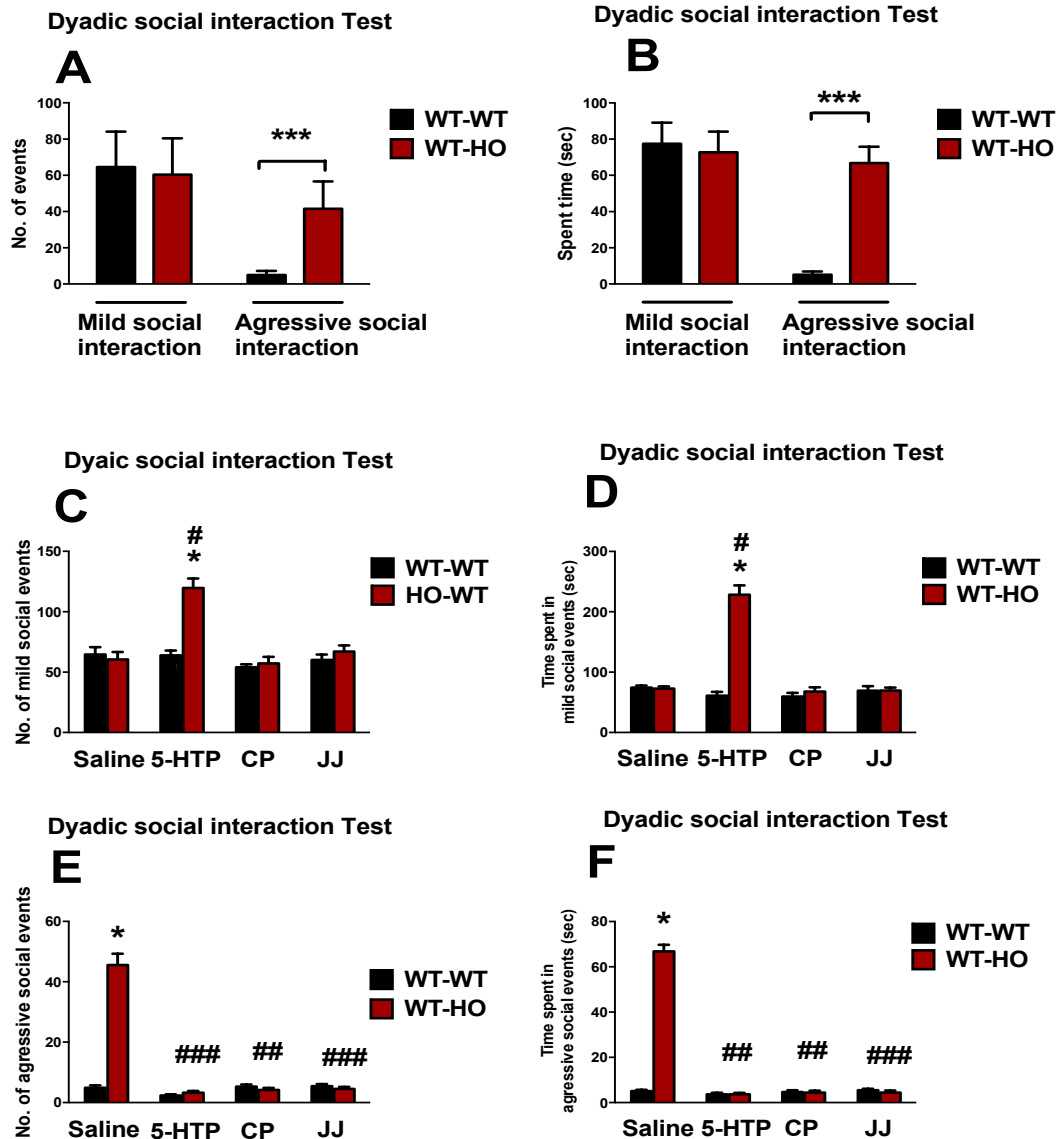 Dyadic social interaction Test
A
No. of events
80
60
40
20
0
***
WT-WT
WT-HO
Mild social
interaction
Agressive social
interaction
Dyadic social interaction Test
B
Spent time (sec)
100
80
60
40
20
0
***
WT-WT
WT-HO
Mild social
interaction
Agressive social
interaction
Dyaic social interaction Test
C
No. of mild social events
150
100
50
0
#
*
WT-WT
HO-WT
Saline 5-HTP CP JJ
Dyadic social interaction Test
D
Time spent in
mild social events (sec)
300
200
100
0
#
*
WT-WT
WT-HO
Saline 5-HTP CP JJ
Dyadic social interaction Test
E
No. of agressive social events
60
40
20
0
*
### ## ###
WT-WT
WT-HO
Saline 5-HTP CP JJ
Dyadic social interaction Test
F
Time spent in
agressive social events (sec)
80
60
40
20
0
*
## ## ###
WT-WT
WT-HO
Saline 5-HTP CP JJ